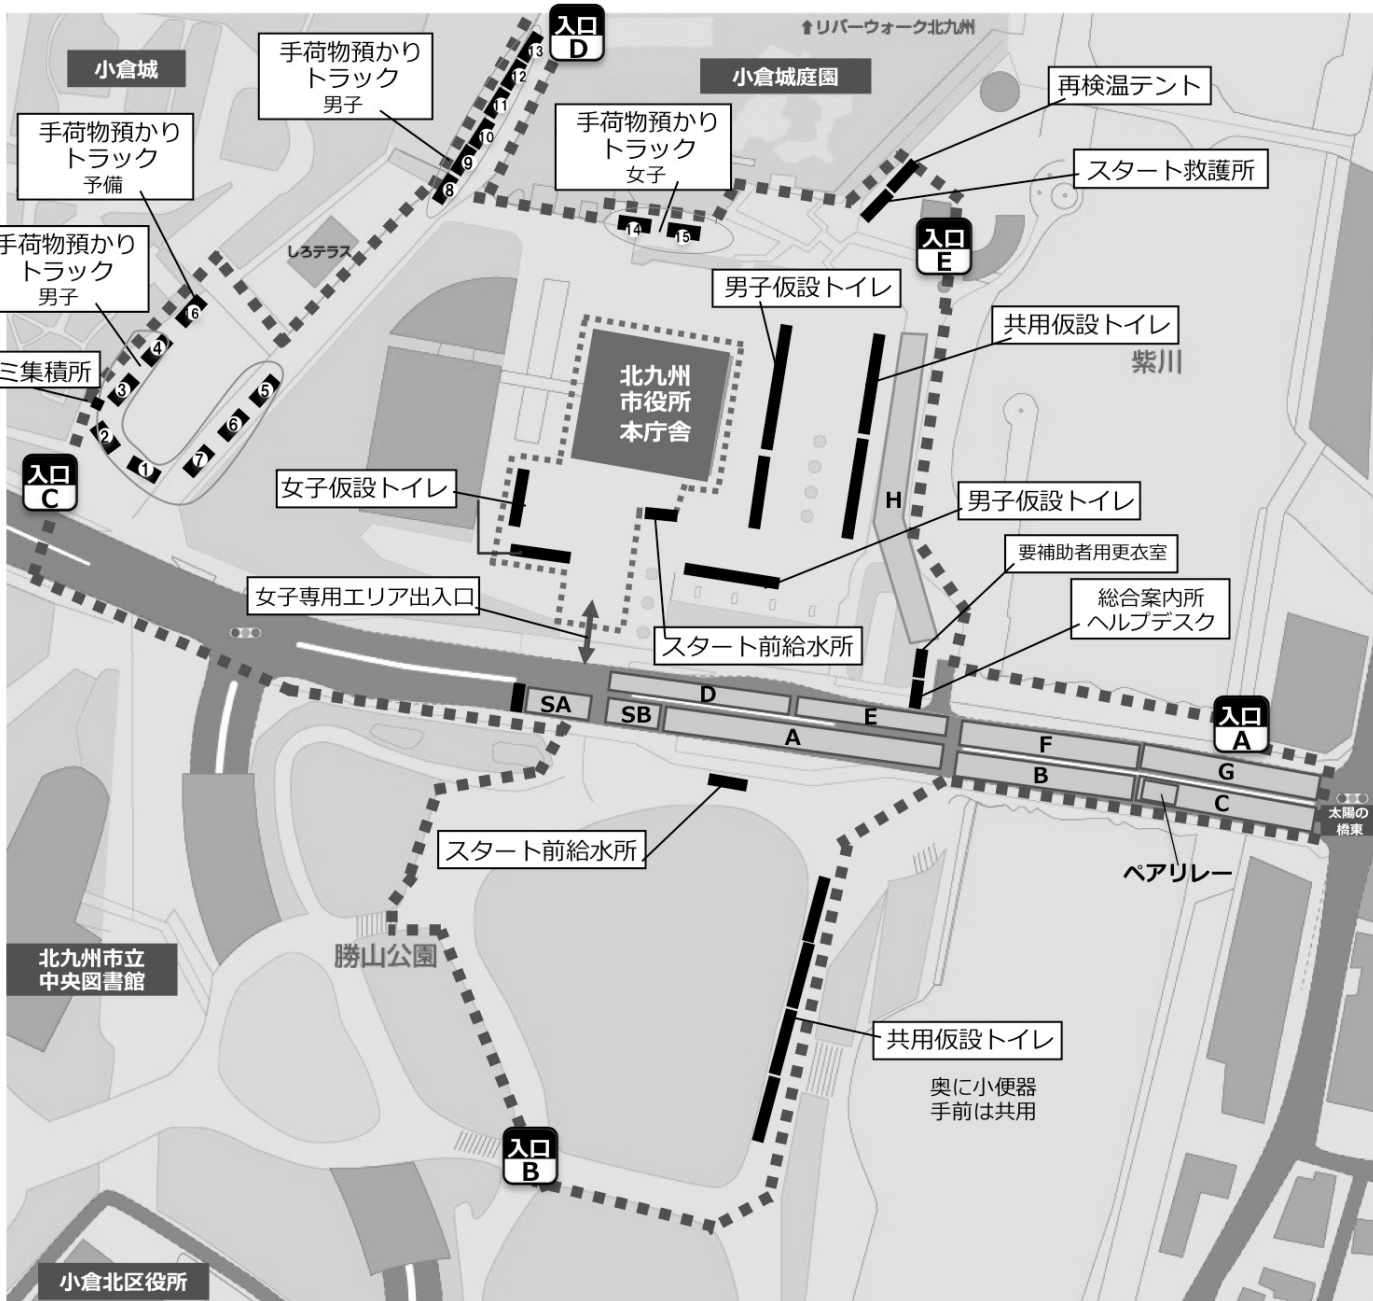 入口
D
↑リバーウォーク北九州
小倉城
手荷物預かり
トラック
男子
小倉城庭園
再検温テント
手荷物預かり
トラック
予備
手荷物預かり
トラック
女子
スタート救護所
13
12
11
10
9
8
14
15
入口
E
手荷物預かり
トラック
男子
しろテラス
男子仮設トイレ
共用仮設トイレ
紫川
16
4
3
2
1
5
6
7
ミ集積所
北九州
市役所
本庁舎
入口
C
女子仮設トイレ
H
男子仮設トイレ
要補助者用更衣室
女子専用エリア出入口
総合案内所
ヘルプデスク
スタート前給水所
SA
SB
D
E
A
F
B
G
C
入口
A
太陽の
橋東
ペアリレー
スタート前給水所
勝山公園
北九州市立
中央図書館
共用仮設トイレ
奥に小便器
手前は共用
入口
B
小倉北区役所